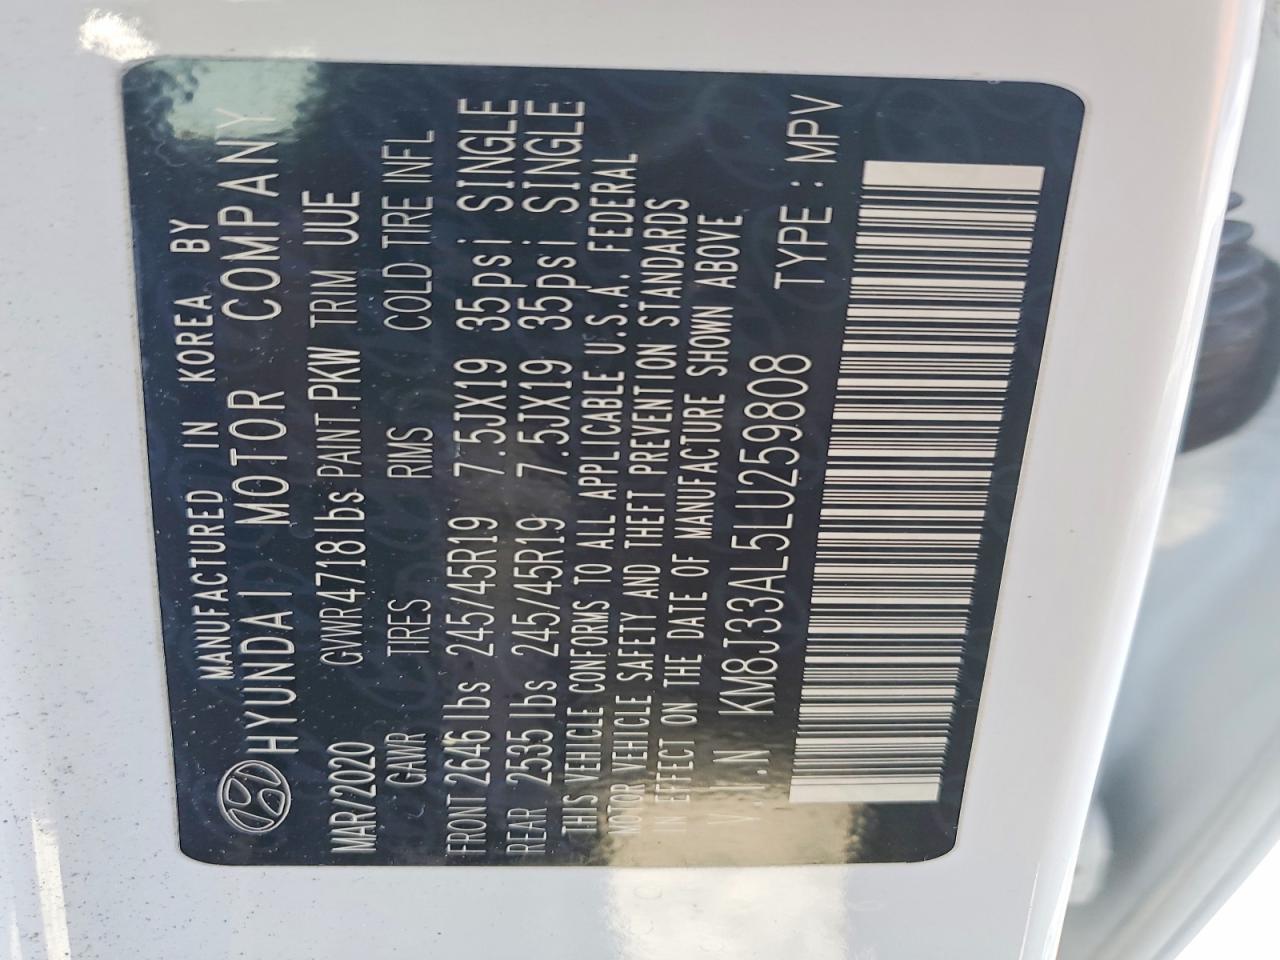 MANUFACTURED IN KOREA BY
HYUNDAI MOTOR COMPANY
MAR/2020 GVWR4718lbs PAINT.PKW TRIM UUE
GAWR TIRES RIMS COLD TIRE INFL
FRONT 2646lbs 245/45R19 7.5JX19 35psi SINGLE
REAR 2535lbs 245/45R19 7.5JX19 35psi SINGLE
THIS VEHICLE CONFORMS TO ALL APPLICABLE U.S.A. FEDERAL
MOTOR VEHICLE SAFETY AND THEFT PREVENTION STANDARDS
IN EFFECT ON THE DATE OF MANUFACTURE SHOWN ABOVE
V.I.N KM8J33AL5LU259808 TYPE : MPV